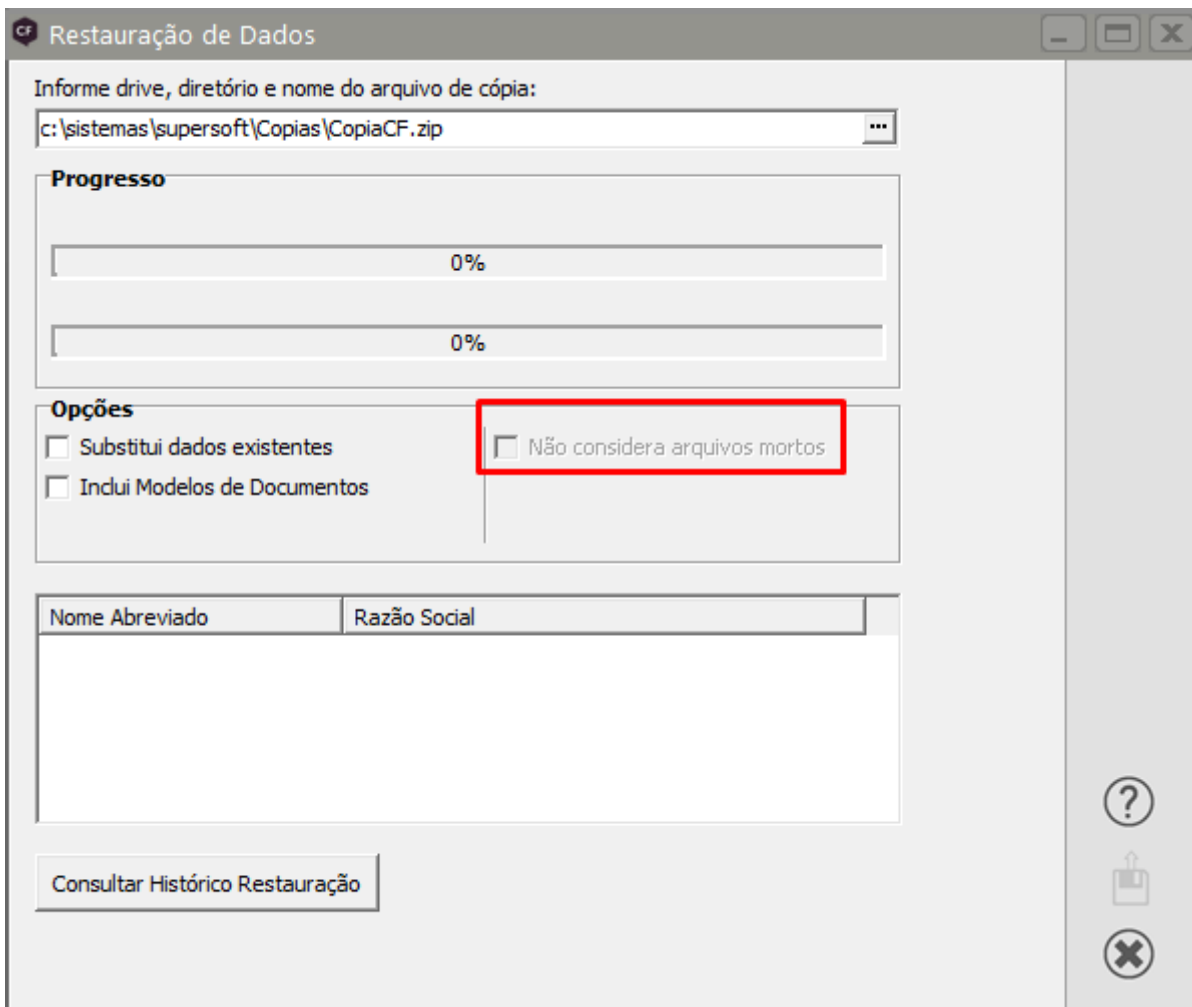 CF Restauração de Dados
Informe drive, diretório e nome do arquivo de cópia:
c:\sistemas\supersoft\Copias\CopiaCF.zip ...
Progresso
0%
0%
Opções
Substitui dados existentes
Não considera arquivos mortos
Inclui Modelos de Documentos
Nome Abreviado Razão Social
Consultar Histórico Restauração